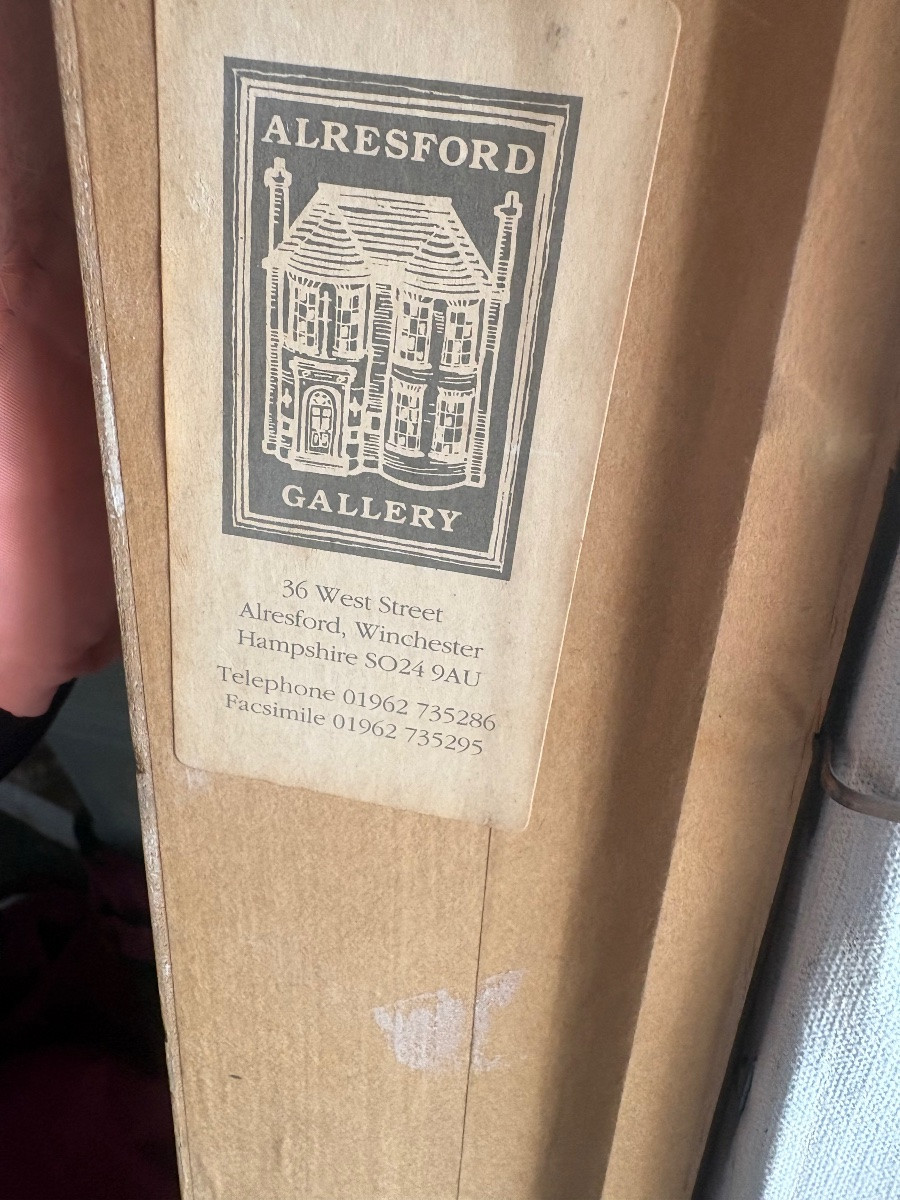 ALRESFORD
GALLERY
36 West Street
Alresford, Winchester
Hampshire SO24 9AU
Telephone 01962 735286
Facsimile 01962 735295